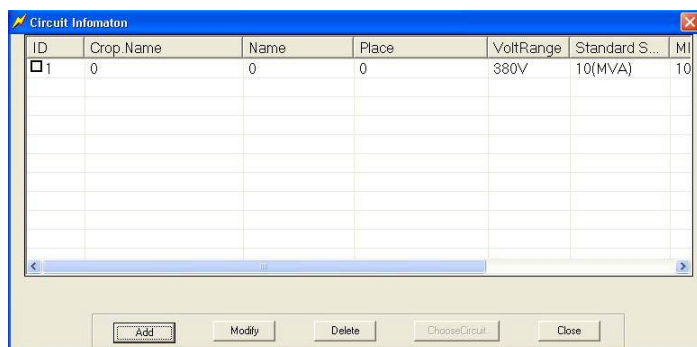 Circuit Infomaton
ID Crop.Name Name Place VoltRange Standard S... MI
1 0 0 0 380V 10(MVA) 10
Add Modify Delete ChooseCircuit Close